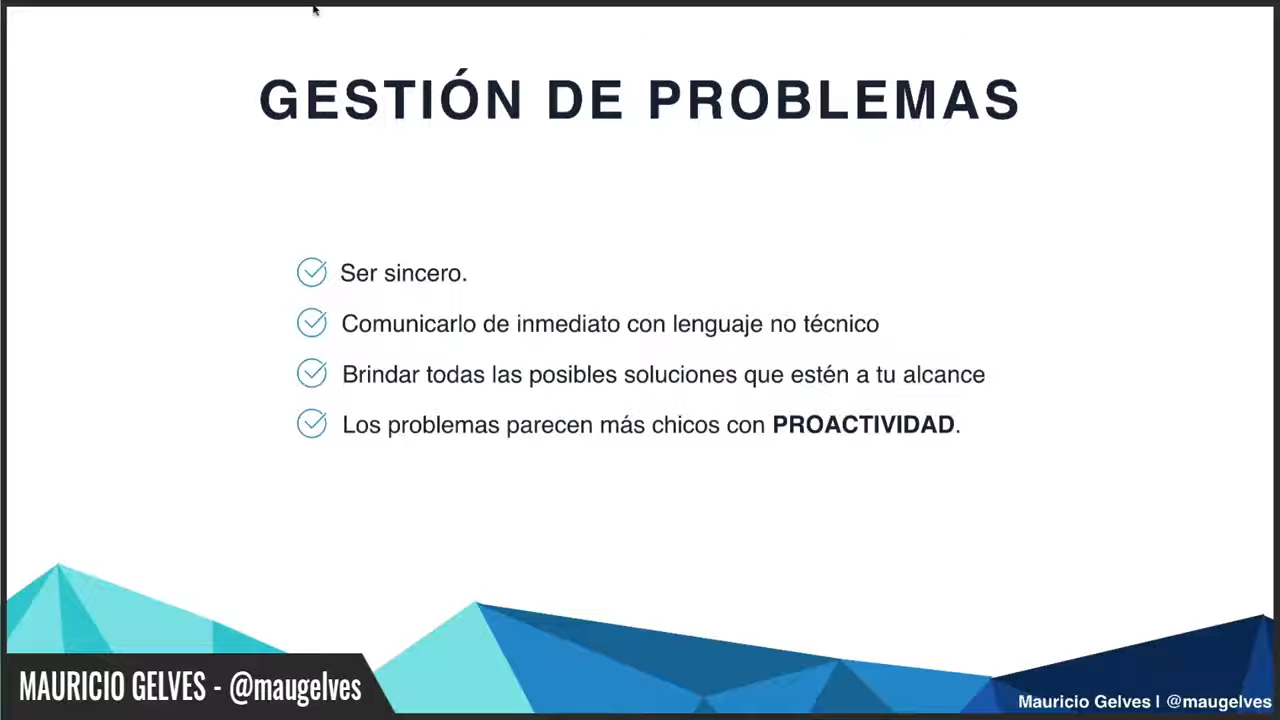 GESTIÓN DE PROBLEMAS
Ser sincero.
Comunicarlo de inmediato con lenguaje no técnico
Brindar todas las posibles soluciones que estén a tu alcance
Los problemas parecen más chicos con PROACTIVIDAD.
MAURICIO GELVES - @maugelves
Mauricio Gelves | @maugelves